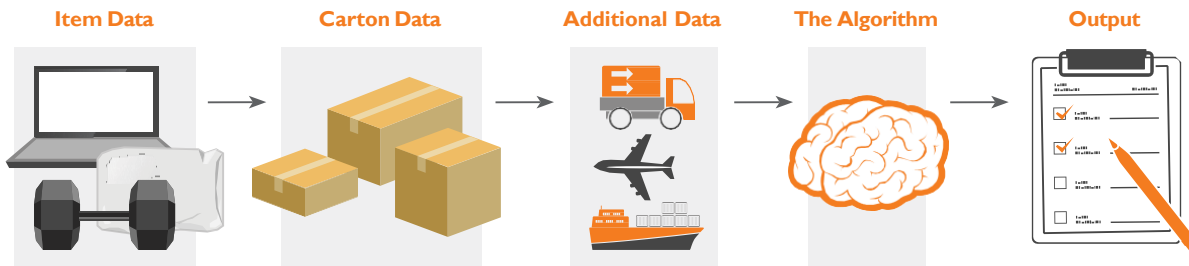 Item Data
Carton Data
Additional Data
The Algorithm
Output